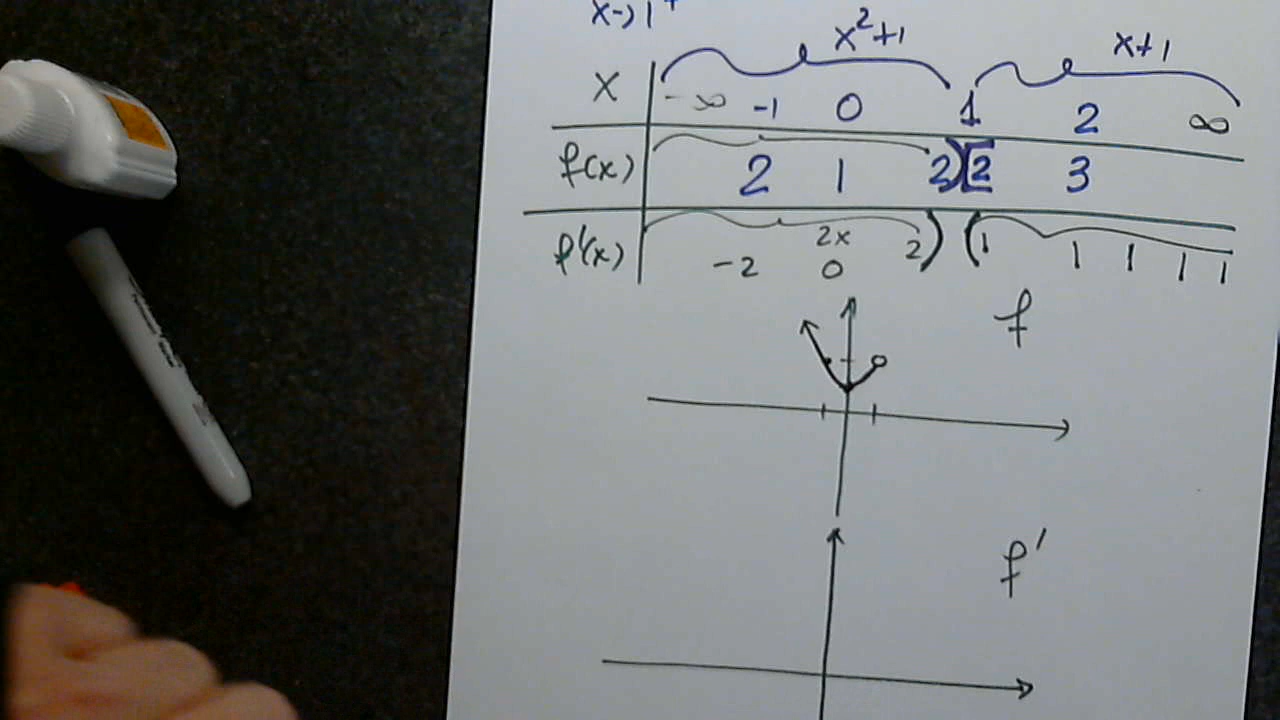 x→1⁺
x²+1 x+1
x -∞ -1 0 1 2 ∞
f(x) 2 1 2)[2 3
f'(x) -2 2x 0 2) (1 1 1 1 1
f
f'